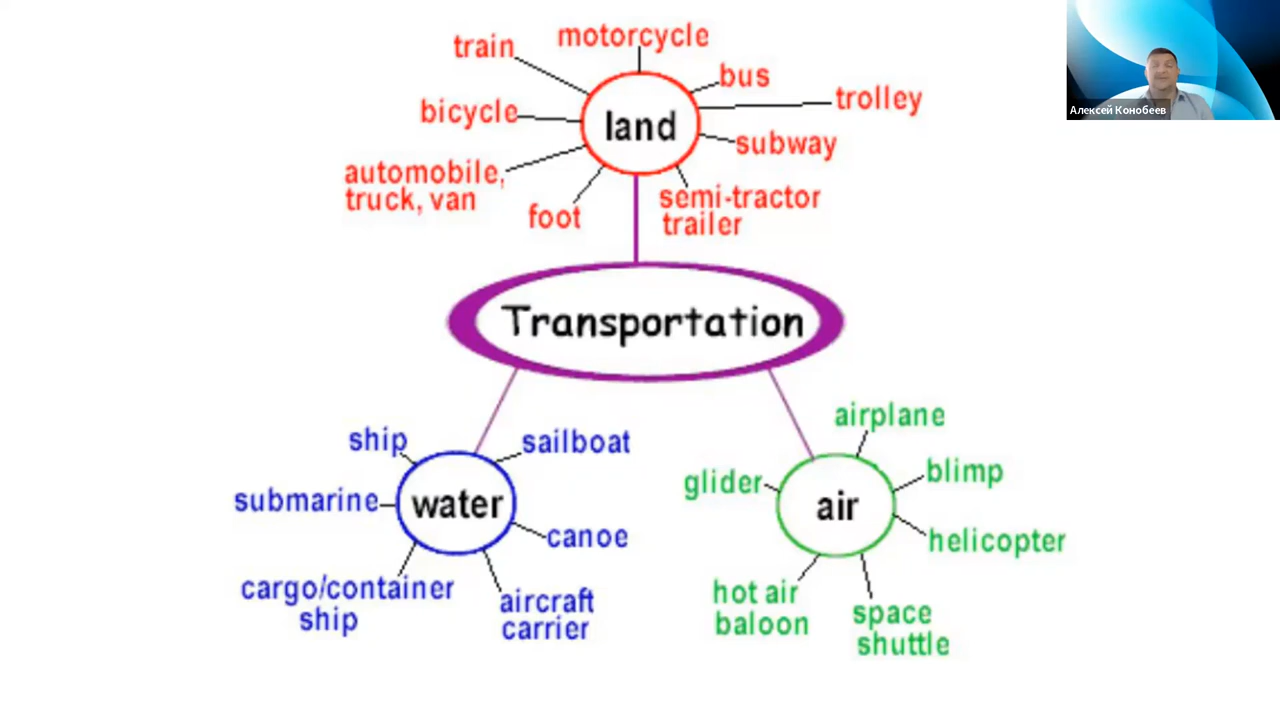 motorcycle
train
bus
trolley
bicycle
land
subway
automobile,
truck, van
foot
semi-tractor
trailer
Transportation
ship
sailboat
submarine
water
canoe
cargo/container
ship
aircraft
carrier
airplane
glider
blimp
air
helicopter
hot air
baloon
space
shuttle
Алексей Конобеев